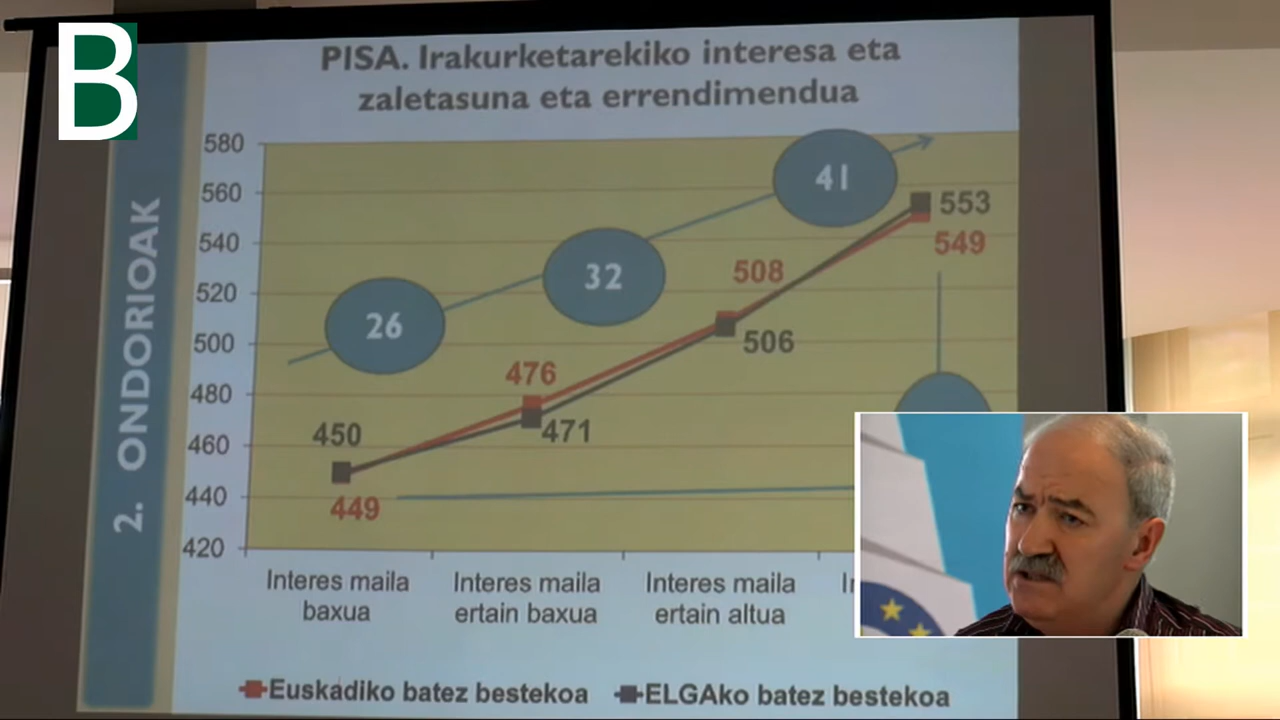 B
PISA. Irakurketarekiko interesa eta
zaletasuna eta errendimendua
2. ONDORIOAK
580
560
540
520
500
480
460
440
420
26
32
41
450
449
476
471
508
506
553
549
Interes maila
baxua
Interes maila
ertain baxua
Interes maila
ertain altua
Euskadiko batez bestekoa
ELGAko batez bestekoa